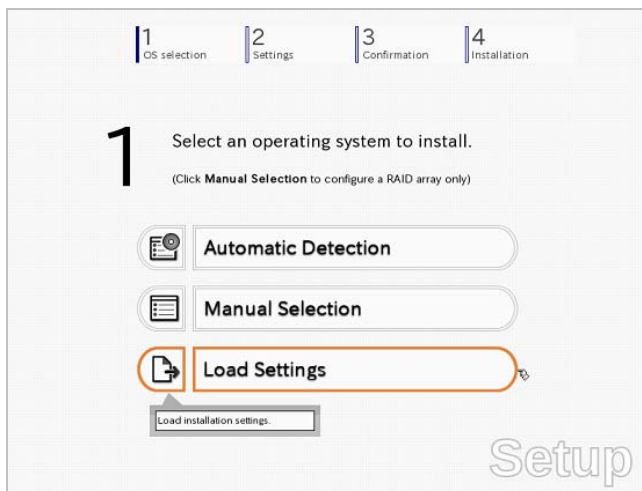 1
OS selection
2
Settings
3
Confirmation
4
Installation
1
Select an operating system to install.
(Click Manual Selection to configure a RAID array only)
Automatic Detection
Manual Selection
Load Settings
Load installation settings.
Setup